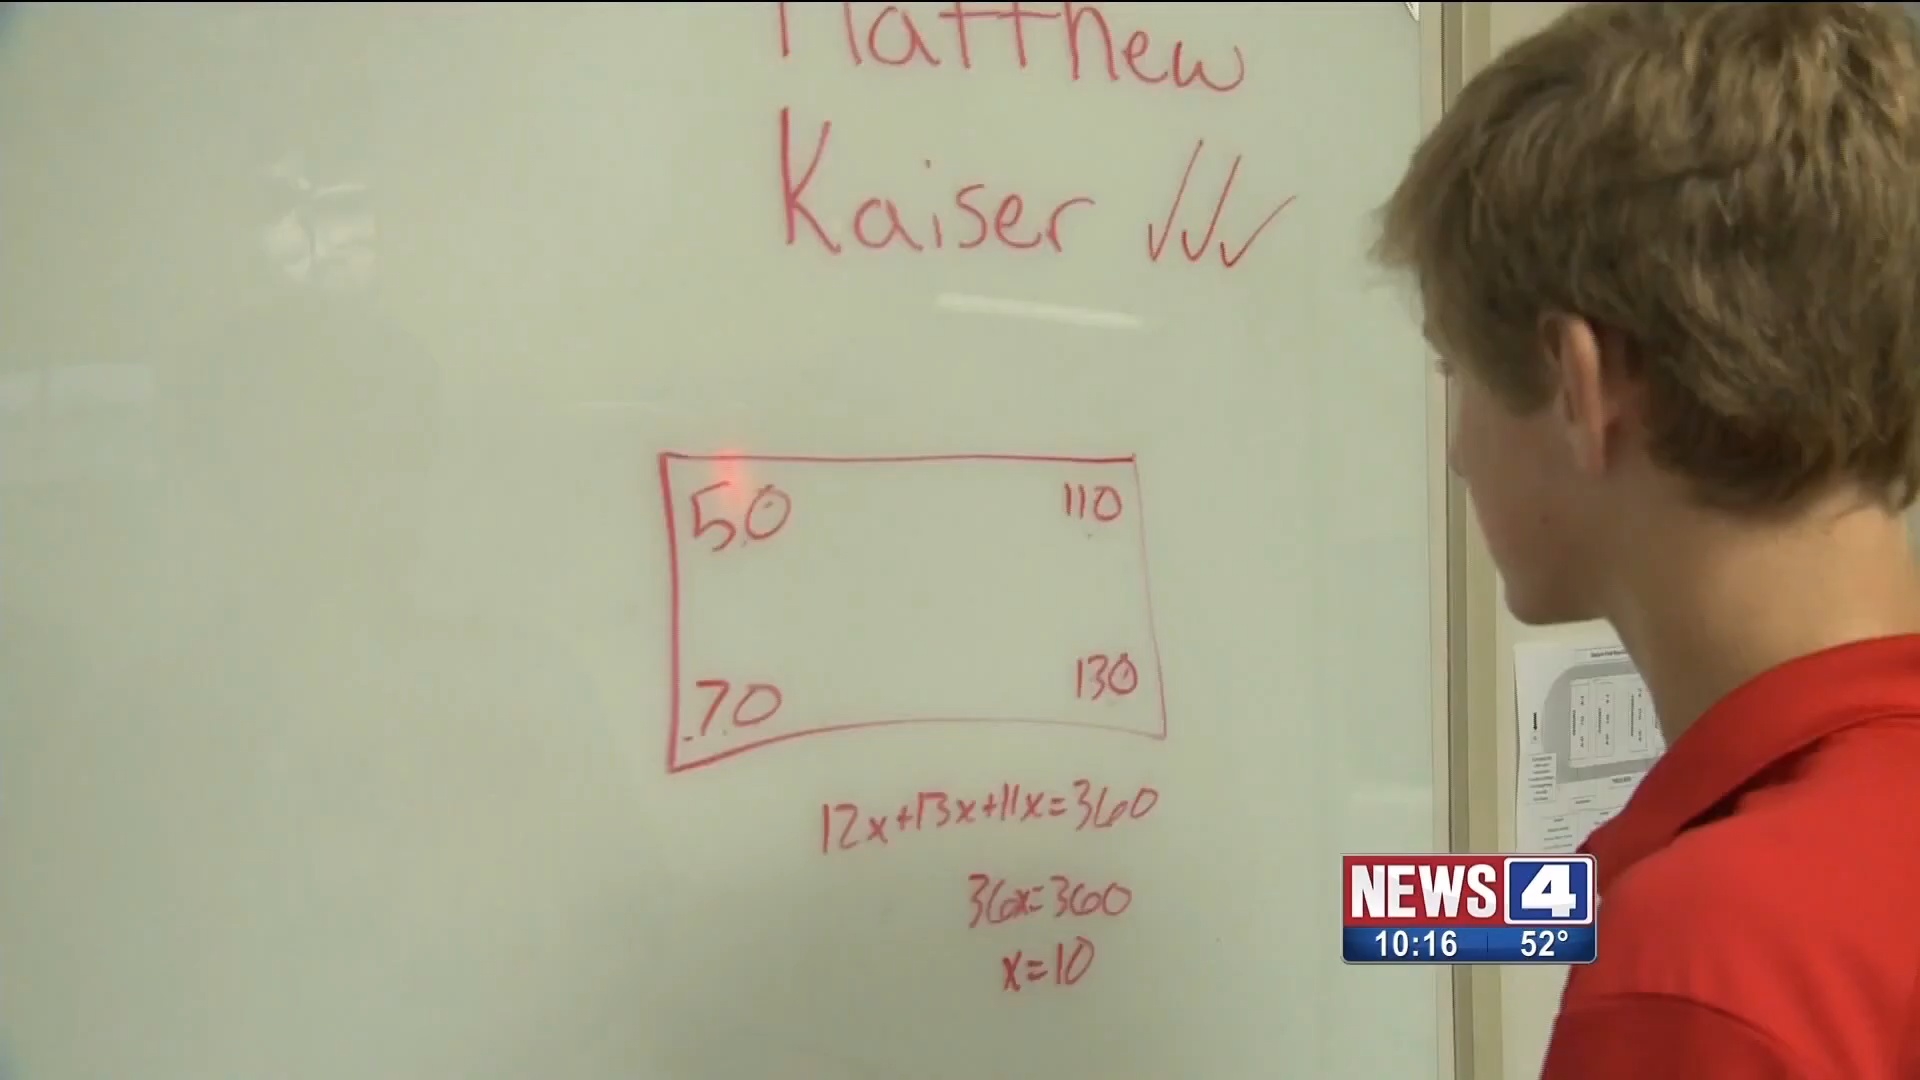 Matthew
Kaiser ✓✓✓
50 110
70 130
12x+13x+11x=360
36x=360
x=10
NEWS 4
10:16 52°